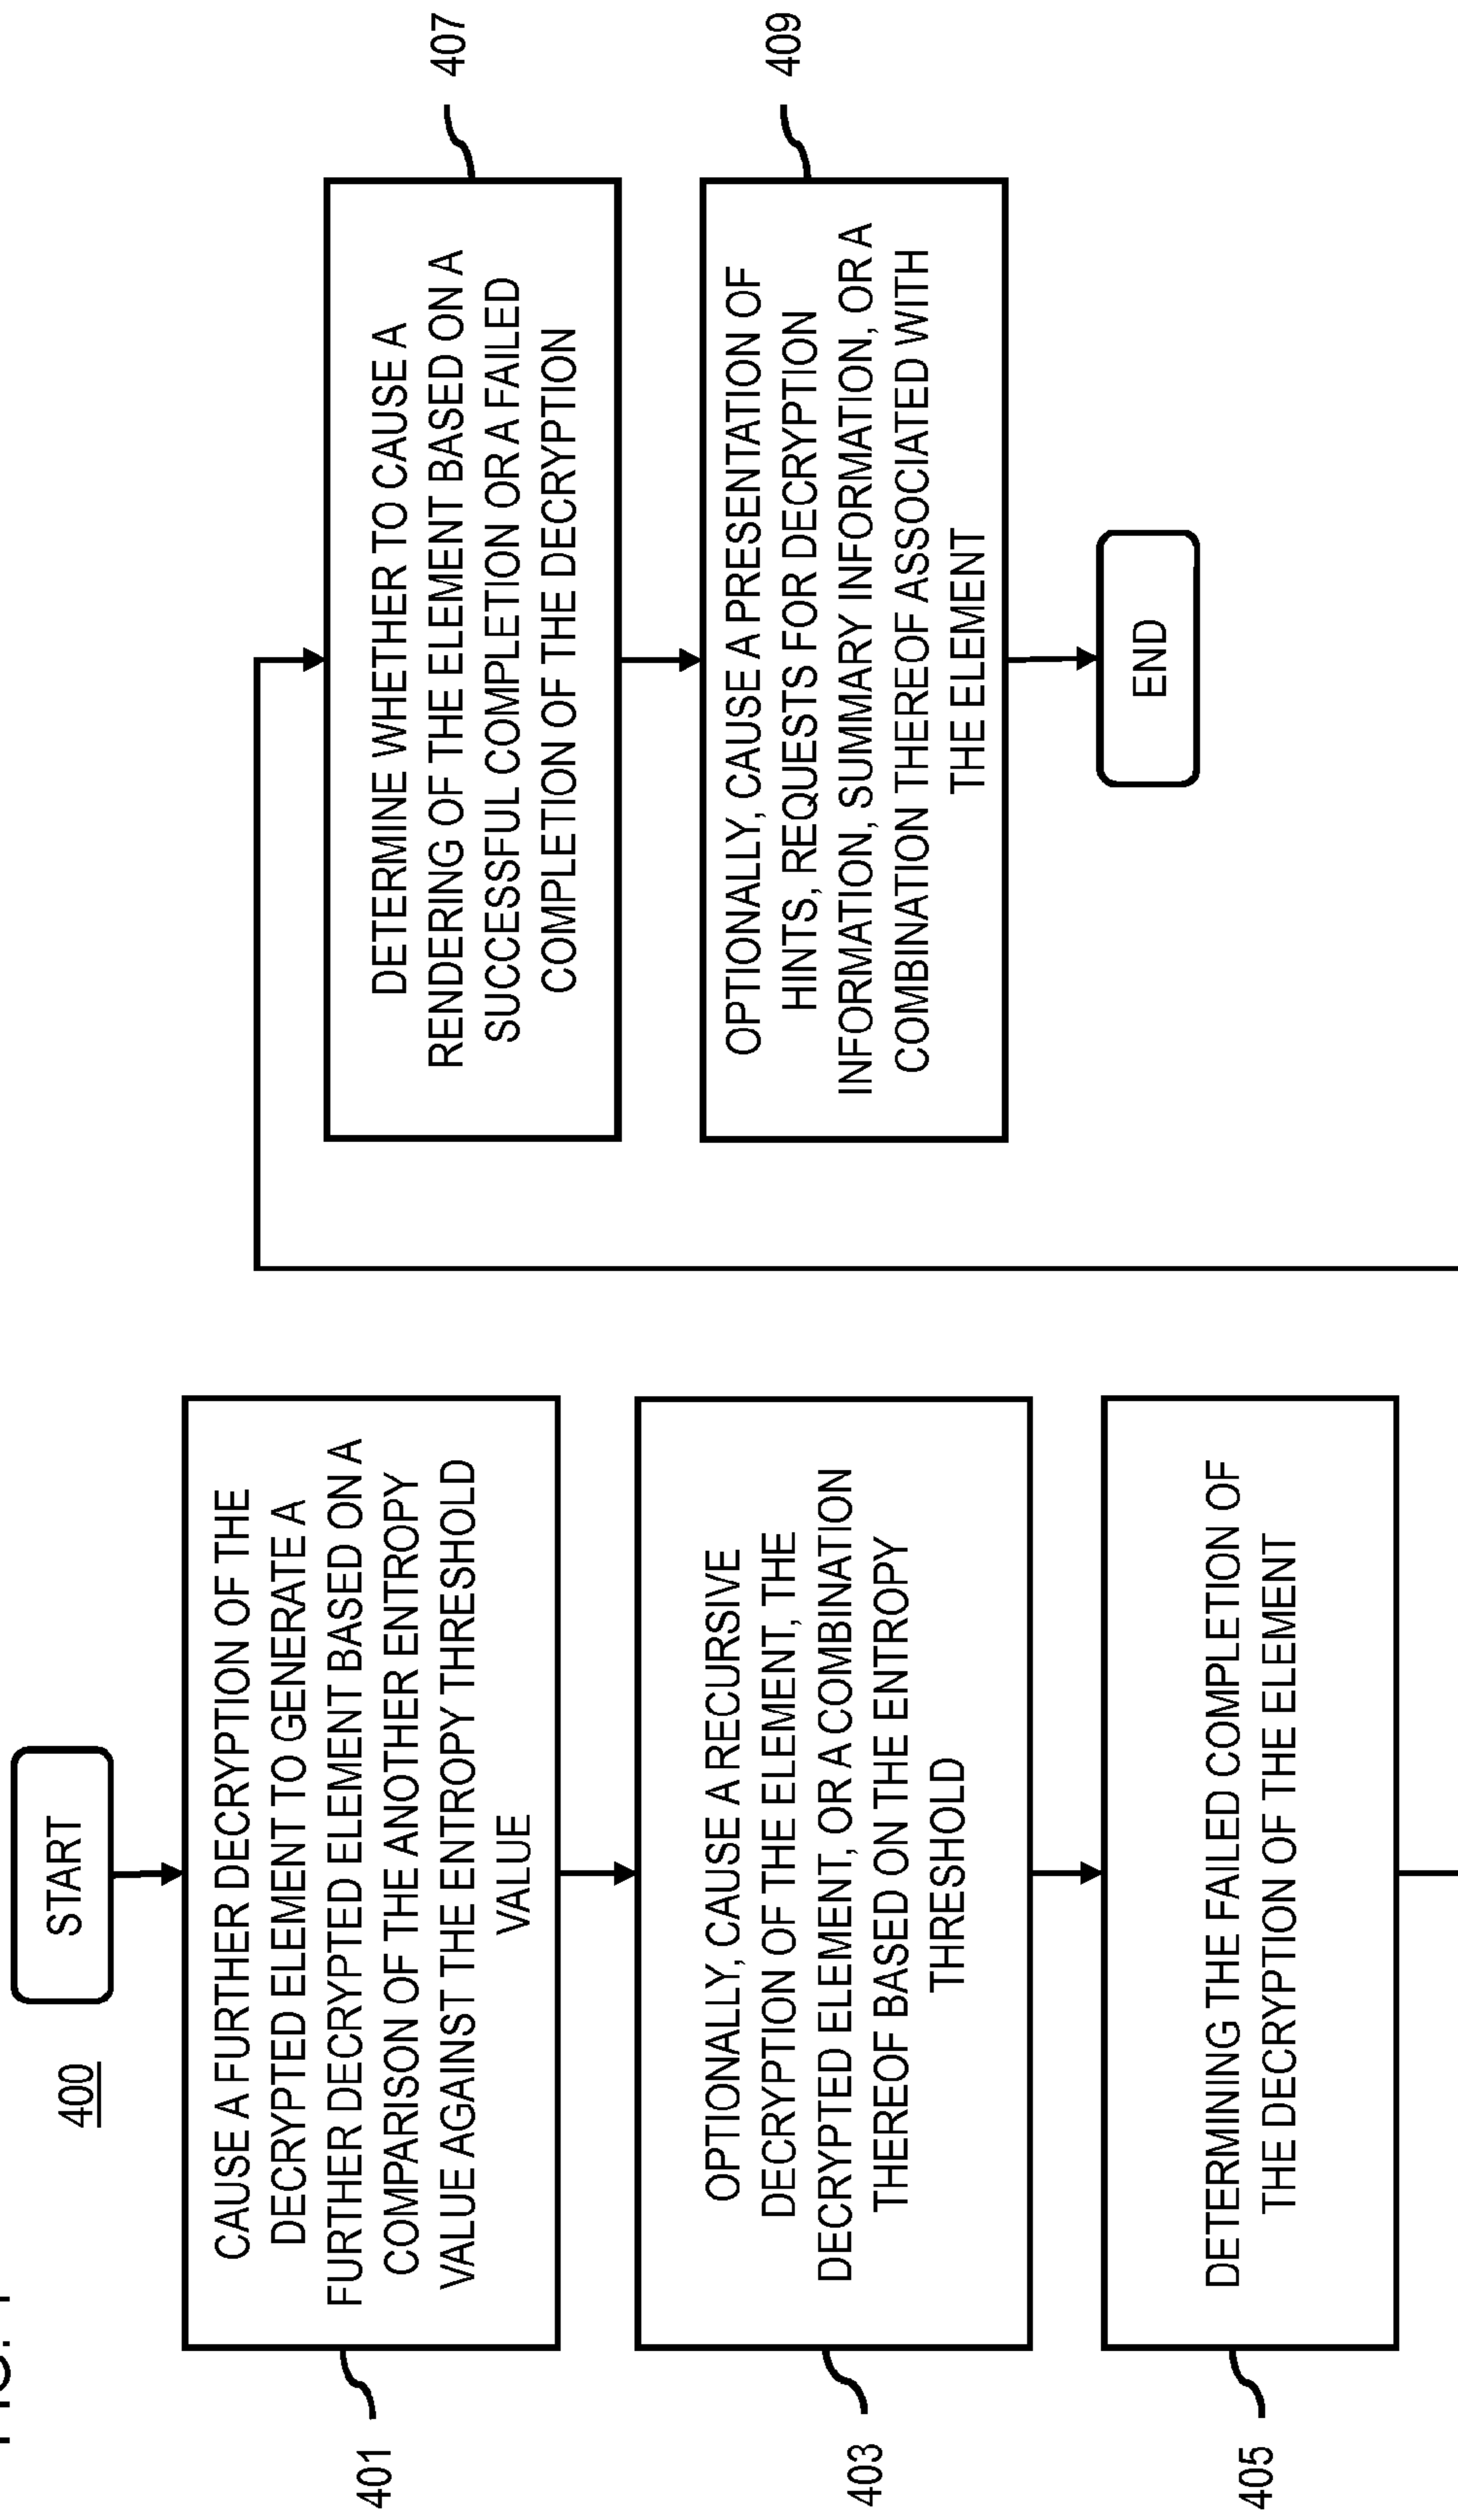 400
START
401
CAUSE A FURTHER DECRYPTION OF THE
DECRYPTED ELEMENT TO GENERATE A
FURTHER DECRYPTED ELEMENT BASED ON A
COMPARISON OF THE ANOTHER ENTROPY
VALUE AGAINST THE ENTROPY THRESHOLD
VALUE
403
OPTIONALLY, CAUSE A RECURSIVE
DECRYPTION OF THE ELEMENT, THE
DECRYPTED ELEMENT, OR A COMBINATION
THEREOF BASED ON THE ENTROPY
THRESHOLD
405
DETERMINING THE FAILED COMPLETION OF
THE DECRYPTION OF THE ELEMENT
407
DETERMINE WHETHER TO CAUSE A
RENDERING OF THE ELEMENT BASED ON A
SUCCESSFUL COMPLETION OR A FAILED
COMPLETION OF THE DECRYPTION
409
OPTIONALLY, CAUSE A PRESENTATION OF
HINTS, REQUESTS FOR DECRYPTION
INFORMATION, SUMMARY INFORMATION, OR A
COMBINATION THEREOF ASSOCIATED WITH
THE ELEMENT
END